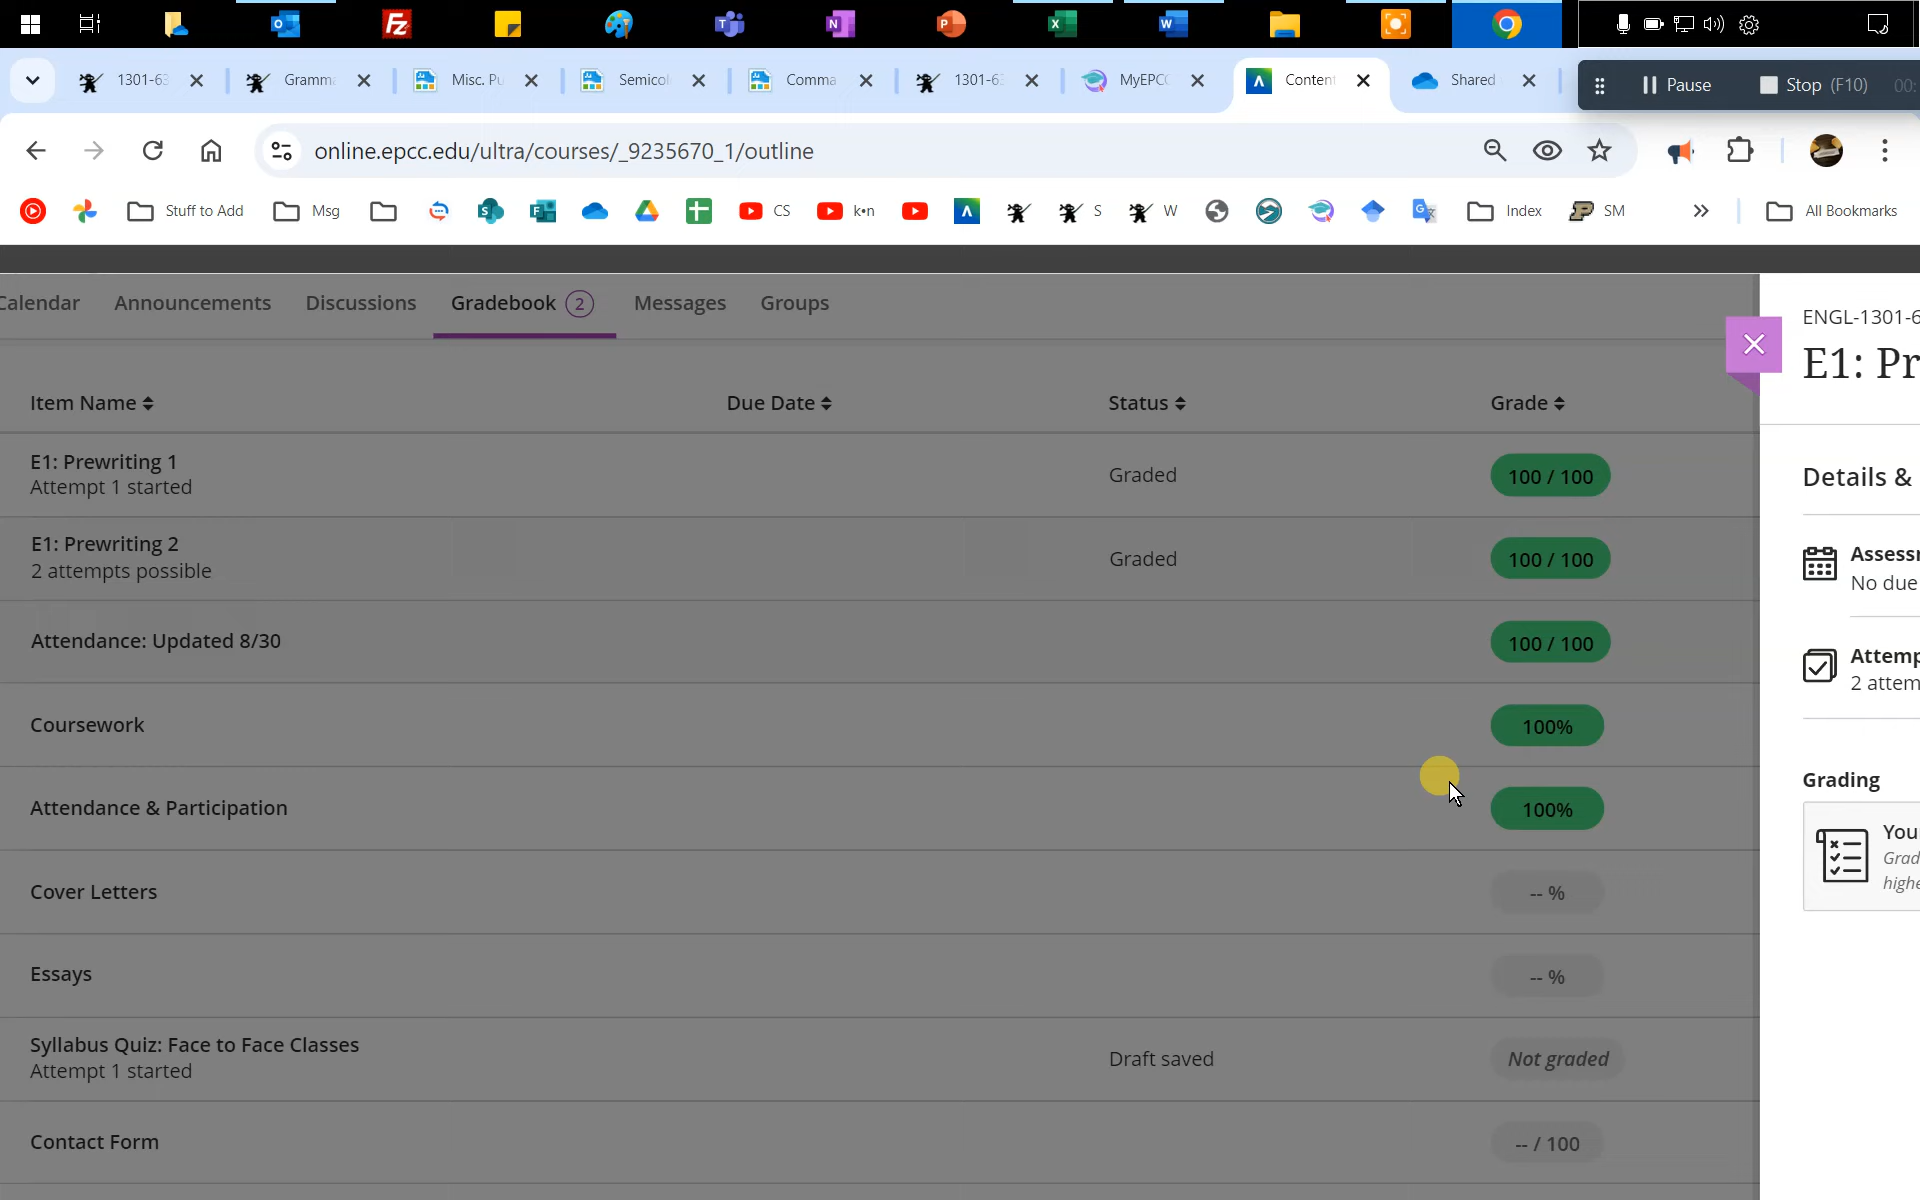 1301-63
Gramma
Misc. Pu
Semicol
Comma
1301-63
MyEPCC
Content
Shared
Pause
Stop (F10)
00:
online.epcc.edu/ultra/courses/_9235670_1/outline
Stuff to Add
Msg
CS
k•n
S
W
Index
SM
All Bookmarks
Calendar
Announcements
Discussions
Gradebook 2
Messages
Groups
ENGL-1301-6
E1: Pr
Item Name
Due Date
Status
Grade
E1: Prewriting 1
Attempt 1 started
Graded
100 / 100
Details &
E1: Prewriting 2
2 attempts possible
Graded
100 / 100
Assess
No due
Attendance: Updated 8/30
100 / 100
Attemp
2 attem
Coursework
100%
Attendance & Participation
100%
Grading
You
Grad
highe
Cover Letters
-- %
Essays
-- %
Syllabus Quiz: Face to Face Classes
Attempt 1 started
Draft saved
Not graded
Contact Form
-- / 100